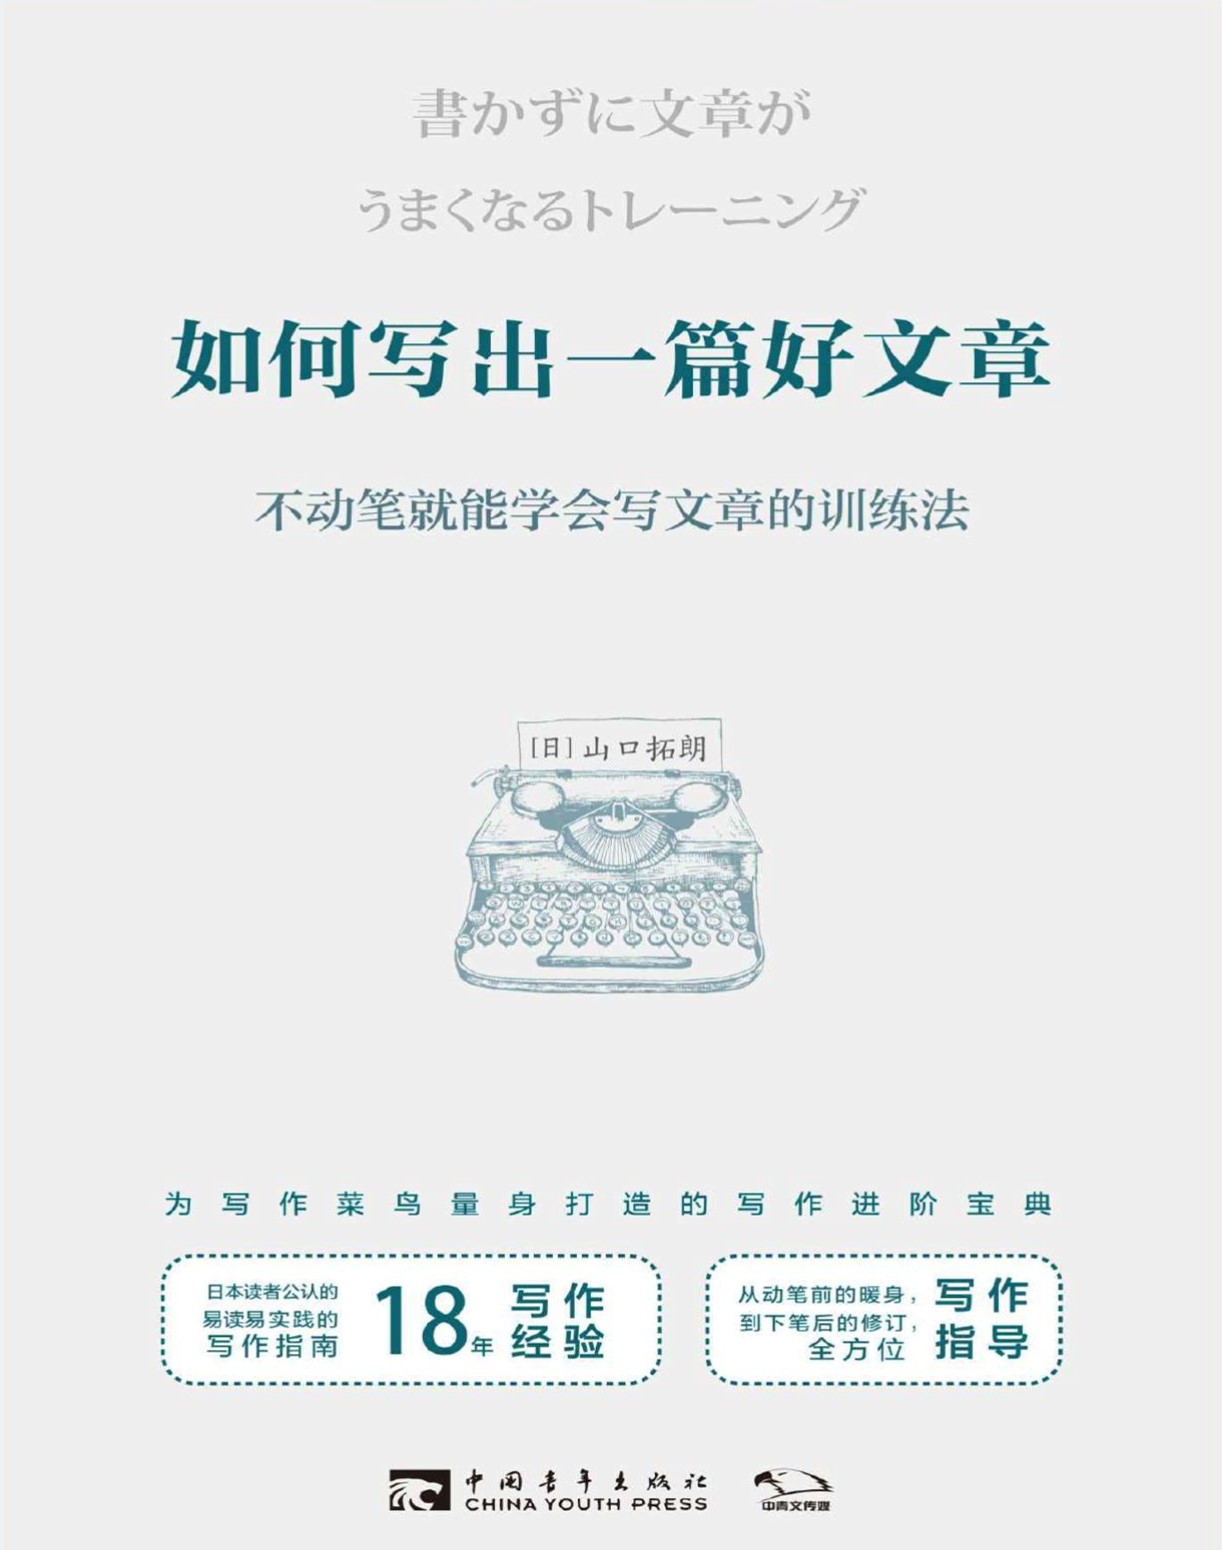 書かずに文章が
うまくなるトレーニング
如何写出一篇好文章
不动笔就能学会写文章的训练法
[日]山口拓朗
为写作菜鸟量身打造的写作进阶宝典
日本读者公认的
易读易实践的
写作指南
18年
写作
经验
从动笔前的暖身，
到下笔后的修订，
全方位
写作
指导
中国青年出版社
CHINA YOUTH PRESS
中青文传媒